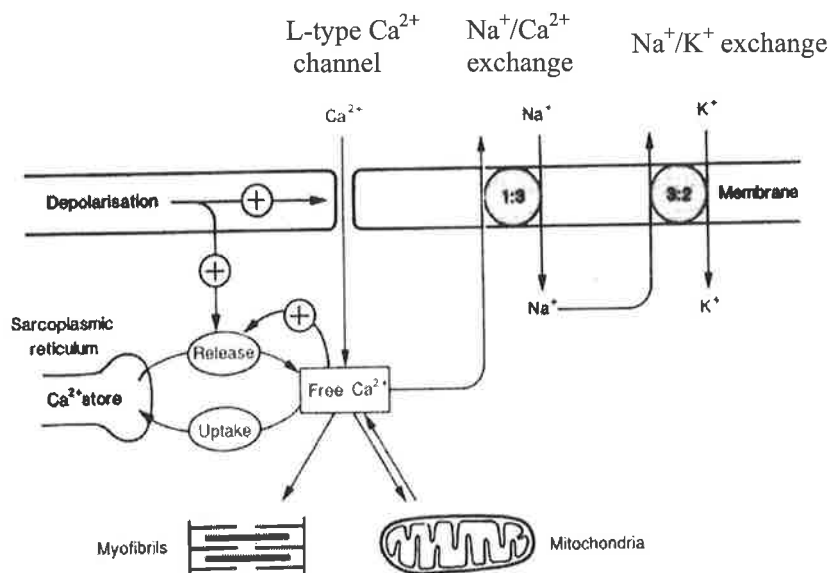 L-type Ca²⁺
channel
Na⁺/Ca²⁺
exchange
Na⁺/K⁺ exchange
Ca²⁺
Na⁺
K⁺
Depolarisation
+
1:3
3:2
Membrane
+
Na⁺
K⁺
Sarcoplasmic
reticulum
+
Release
Ca²⁺store
Free Ca²⁺
Uptake
Myofibrils
Mitochondria